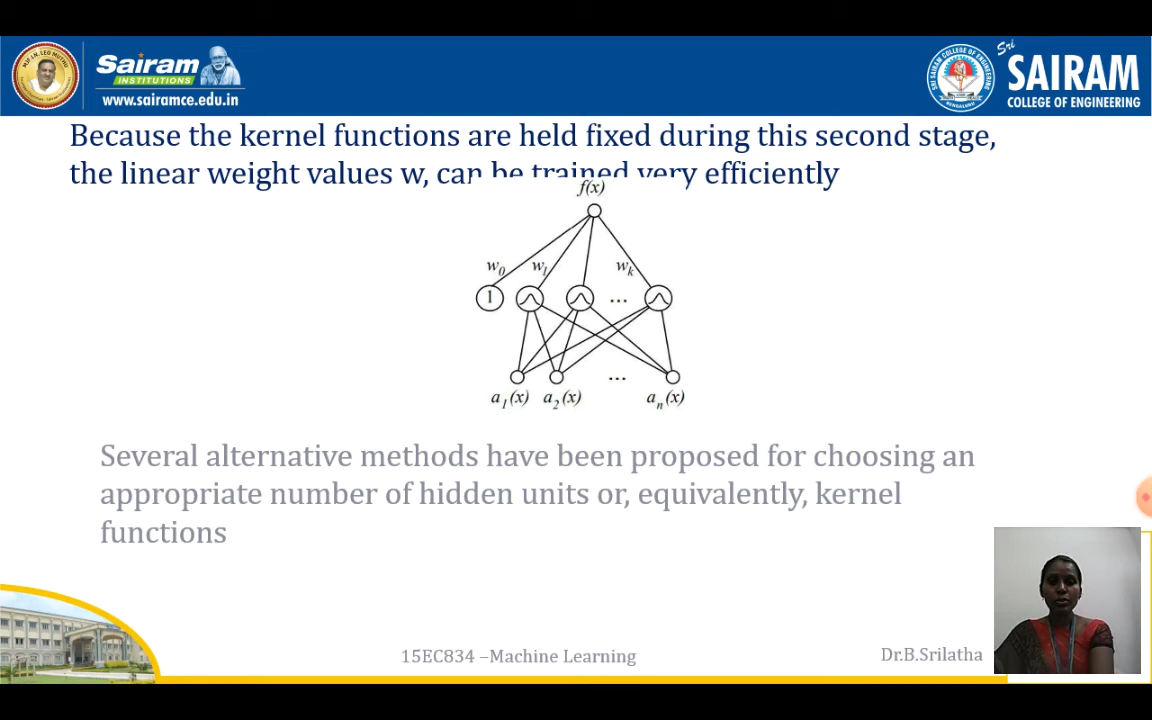 Sairam
INSTITUTIONS
www.sairamce.edu.in
Sri
SAIRAM
COLLEGE OF ENGINEERING
Because the kernel functions are held fixed during this second stage,
the linear weight values w, can be trained very efficiently
f(x)
w0 w1 wk
1 ...
...
a1(x) a2(x) an(x)
Several alternative methods have been proposed for choosing an
appropriate number of hidden units or, equivalently, kernel
functions
15EC834 –Machine Learning
Dr.B.Srilatha